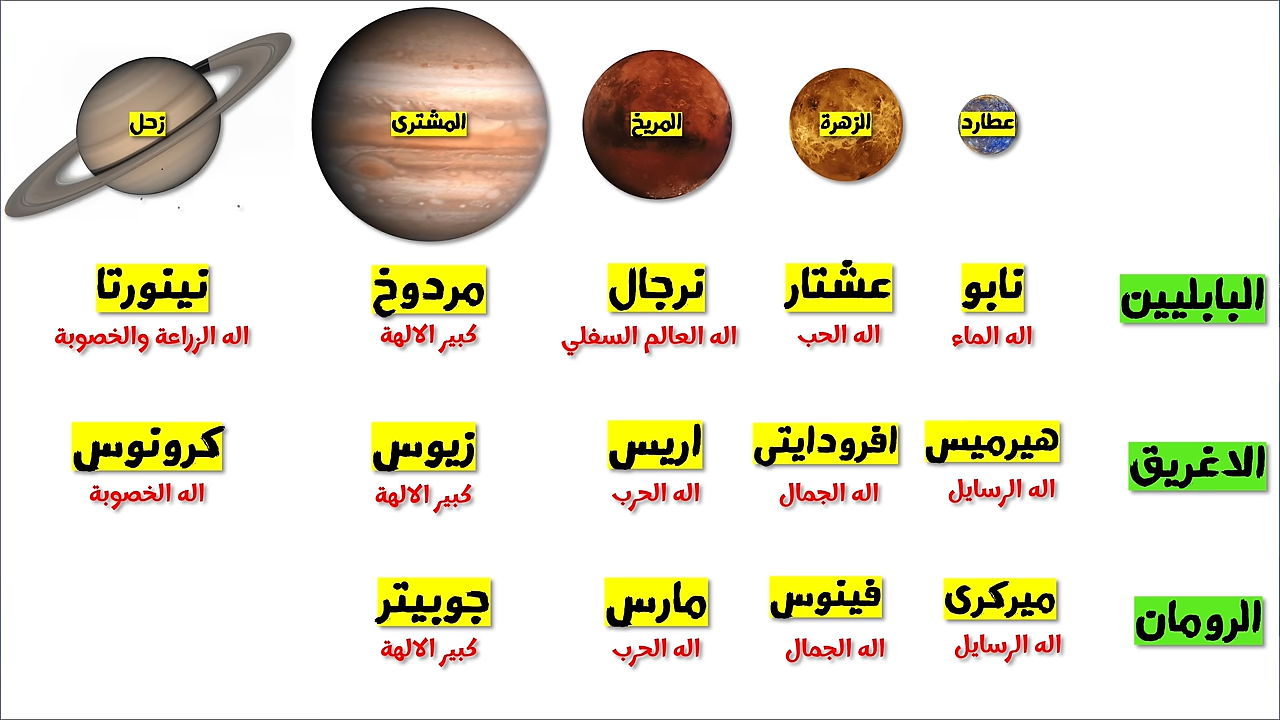 عطارد
الزهرة
المريخ
المشترى
زحل
البابليين
نابو
عشتار
نرجال
مردوخ
نينورتا
اله الماء
اله الحب
اله العالم السفلي
كبير الالهة
اله الزراعة والخصوبة
الاغريق
هيرميس
افرودايتى
اريس
زيوس
كرونوس
اله الرسايل
اله الجمال
اله الحرب
كبير الالهة
اله الخصوبة
الرومان
ميركرى
فينوس
مارس
جوبيتر
اله الرسايل
اله الجمال
اله الحرب
كبير الالهة